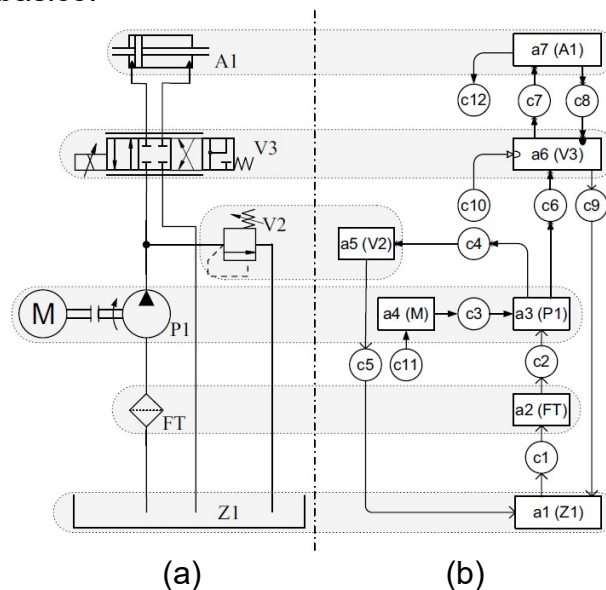 A1
a7 (A1)
c12
c7
c8
V3
a6 (V3)
c10
c6
c9
V2
a5 (V2)
c4
M
P1
a4 (M)
c3
a3 (P1)
c5
c11
c2
FT
a2 (FT)
c1
Z1
a1 (Z1)
(a)
(b)